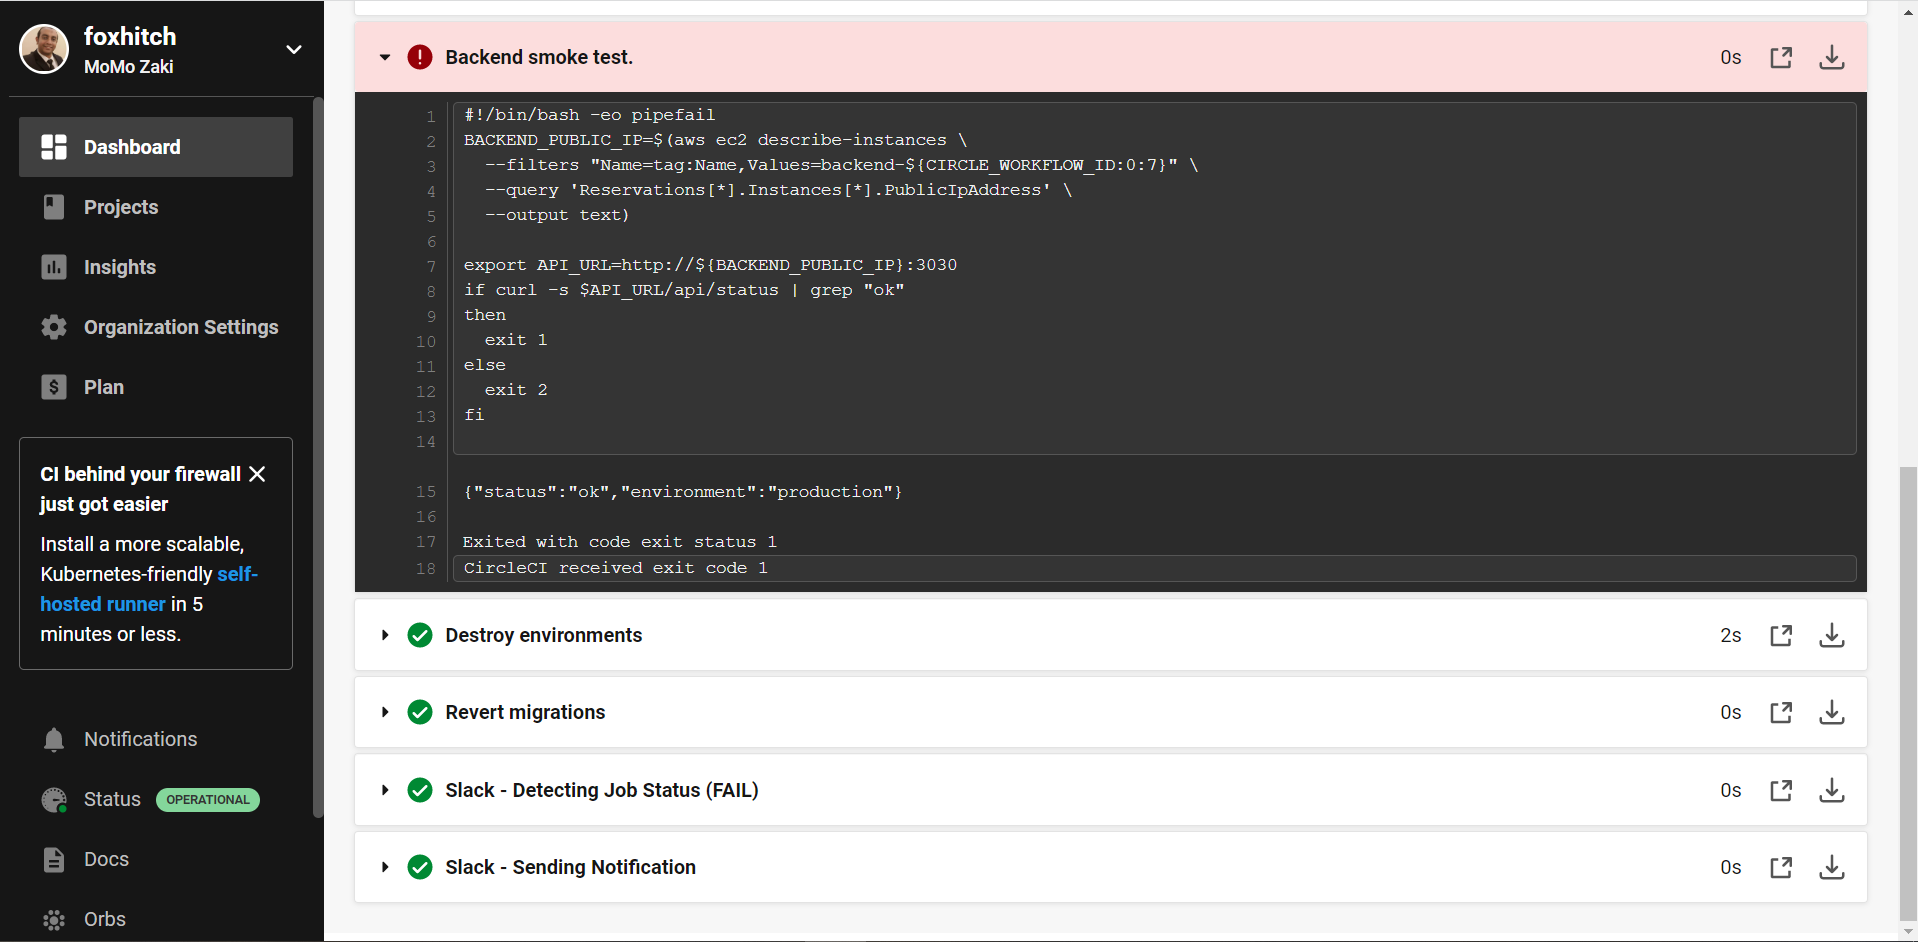 foxhitch
MoMo Zaki
Dashboard
Projects
Insights
Organization Settings
Plan
CI behind your firewall
just got easier
Install a more scalable,
Kubernetes-friendly self-
hosted runner in 5
minutes or less.
Notifications
Status OPERATIONAL
Docs
Orbs
Backend smoke test. 0s
1 #!/bin/bash -eo pipefail
2 BACKEND_PUBLIC_IP=$(aws ec2 describe-instances \
3   --filters "Name=tag:Name,Values=backend-${CIRCLE_WORKFLOW_ID:0:7}" \
4   --query 'Reservations[*].Instances[*].PublicIpAddress' \
5   --output text)
6
7 export API_URL=http://${BACKEND_PUBLIC_IP}:3030
8 if curl -s $API_URL/api/status | grep "ok"
9 then
10   exit 1
11 else
12   exit 2
13 fi
14
15 {"status":"ok","environment":"production"}
16
17 Exited with code exit status 1
18 CircleCI received exit code 1
Destroy environments 2s
Revert migrations 0s
Slack - Detecting Job Status (FAIL) 0s
Slack - Sending Notification 0s